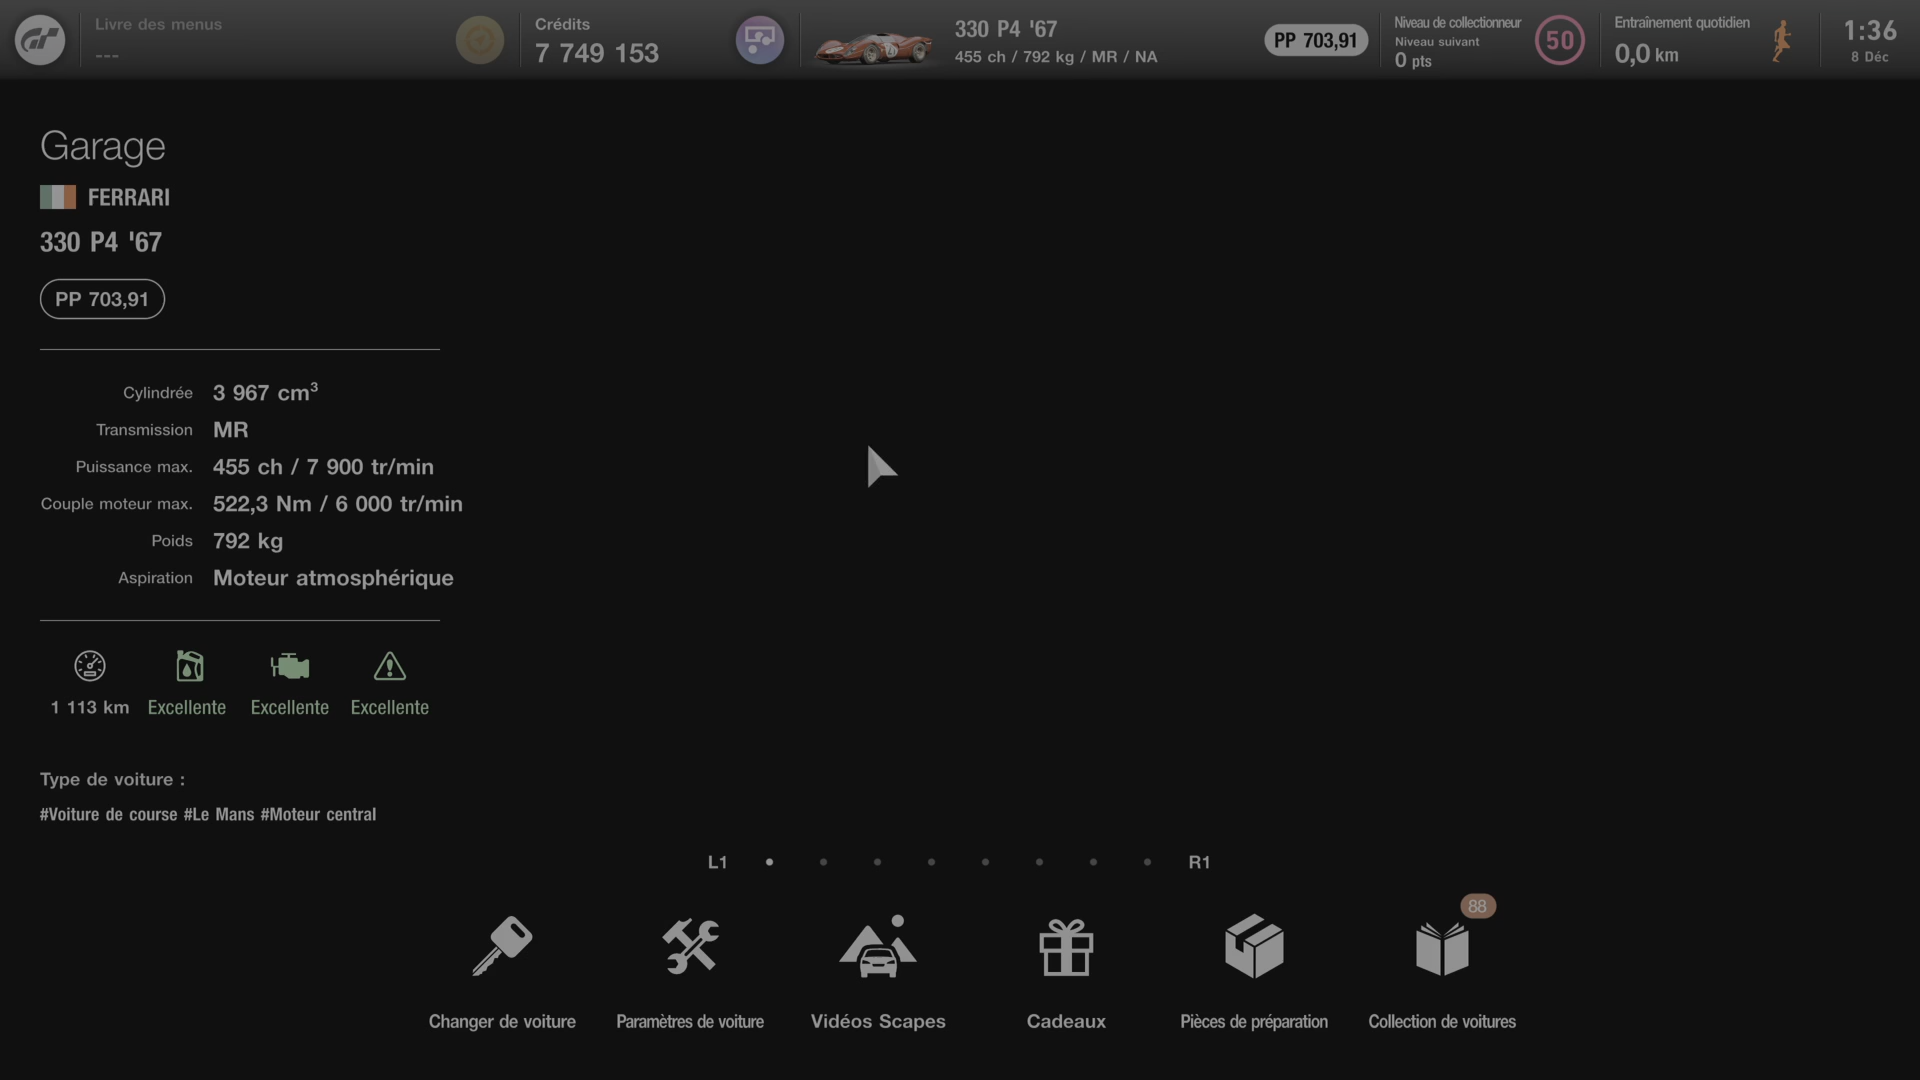 Livre des menus
---
Crédits
7 749 153
330 P4 '67
455 ch / 792 kg / MR / NA
PP 703,91
Niveau de collectionneur
Niveau suivant
0 pts
50
Entraînement quotidien
0,0 km
1:36
8 Déc
Garage
FERRARI
330 P4 '67
PP 703,91
Cylindrée 3 967 cm³
Transmission MR
Puissance max. 455 ch / 7 900 tr/min
Couple moteur max. 522,3 Nm / 6 000 tr/min
Poids 792 kg
Aspiration Moteur atmosphérique
1 113 km Excellente Excellente Excellente
Type de voiture :
#Voiture de course #Le Mans #Moteur central
L1 R1
88
Changer de voiture Paramètres de voiture Vidéos Scapes Cadeaux Pièces de préparation Collection de voitures